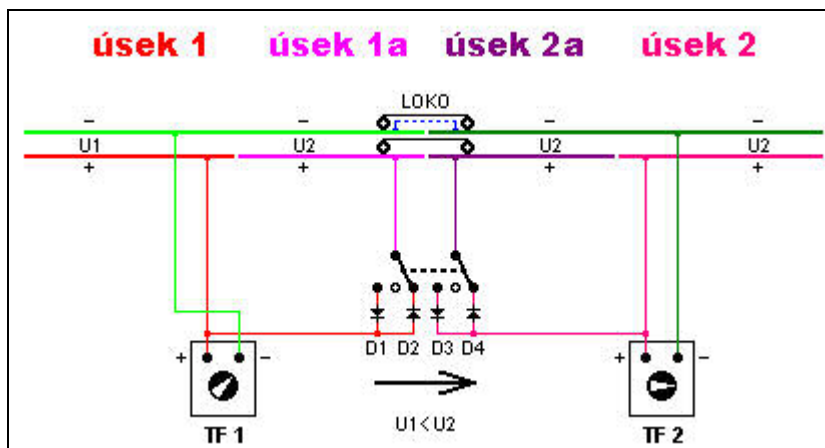 úsek 1 úsek 1a úsek 2a úsek 2
LOKO
− − − −
U1 U2 U2 U2
+ + + +
D1 D2 D3 D4
+ − + −
U1<U2
TF 1 TF 2